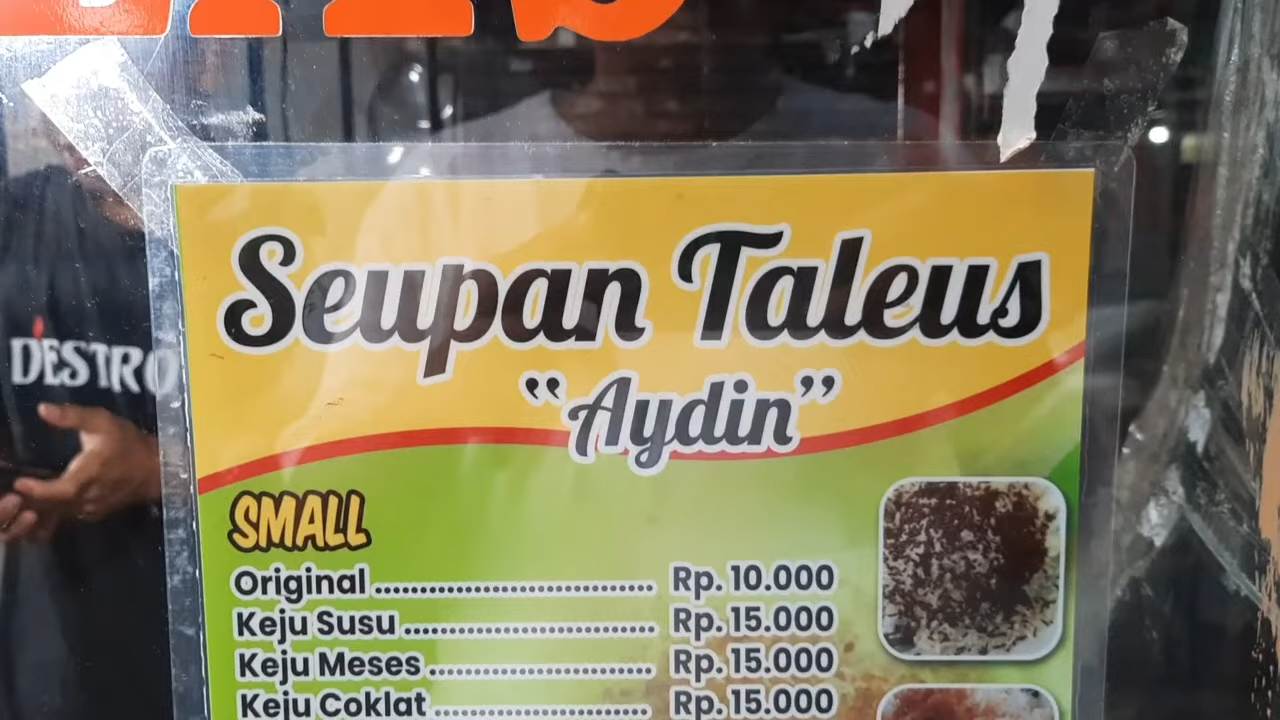 Seupan Taleus
"Aydin"
DESTRO
SMALL
Original ........................................ Rp. 10.000
Keju Susu .................................... Rp. 15.000
Keju Meses ................................. Rp. 15.000
Keju Coklat ................................ Rp. 15.000